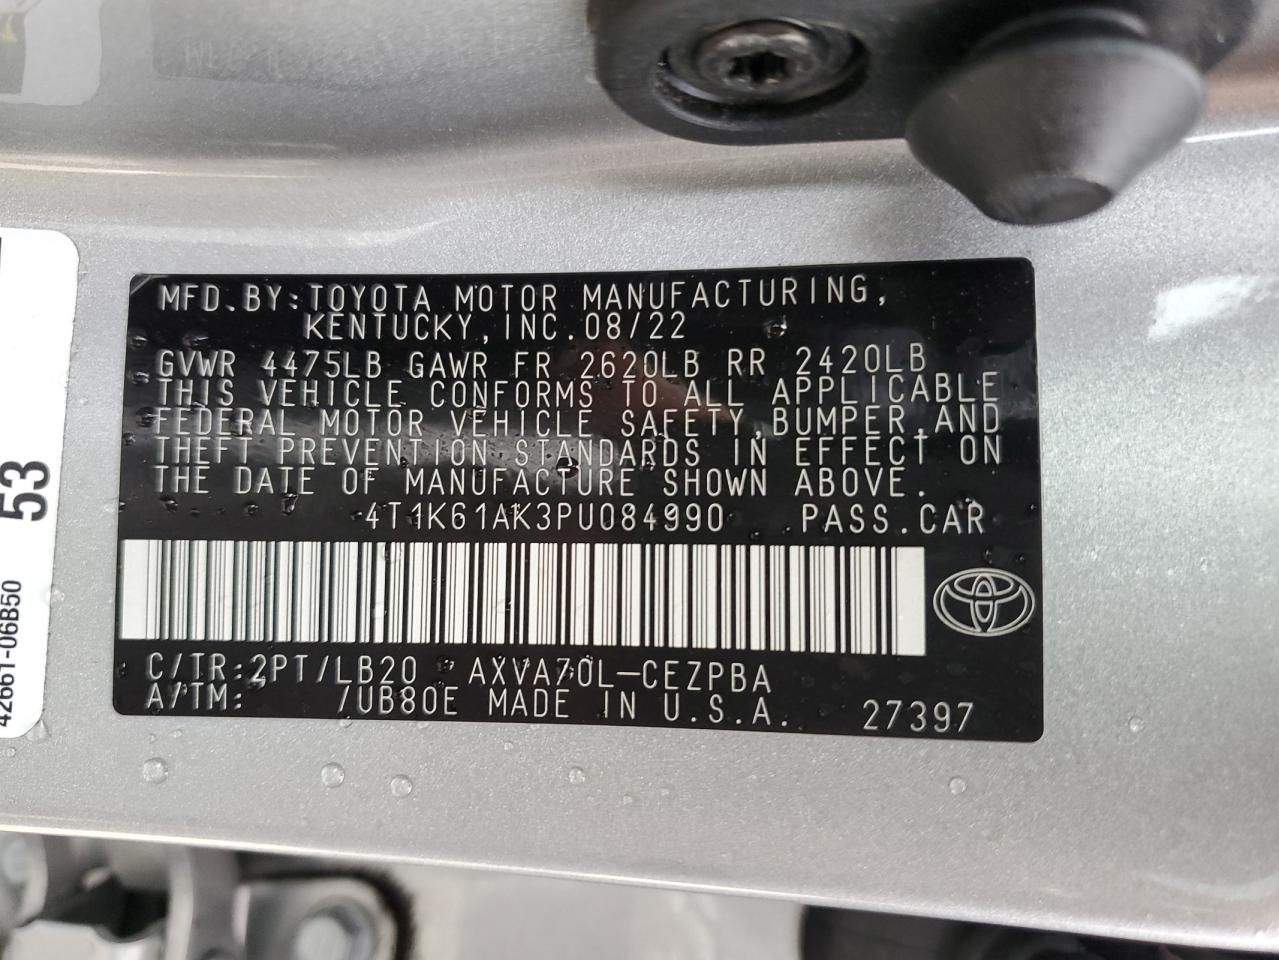 MFD.BY:TOYOTA MOTOR MANUFACTURING,
KENTUCKY,INC.08/22
GVWR 4475LB GAWR FR 2620LB RR 2420LB
THIS VEHICLE CONFORMS TO ALL APPLICABLE
FEDERAL MOTOR VEHICLE SAFETY,BUMPER,AND
THEFT PREVENTION STANDARDS IN EFFECT ON
THE DATE OF MANUFACTURE SHOWN ABOVE.
4T1K61AK3PU084990 PASS.CAR
C/TR:2PT/LB20 AXVA70L-CEZPBA
A/TM: /UB80E MADE IN U.S.A. 27397
53
42661-06B50